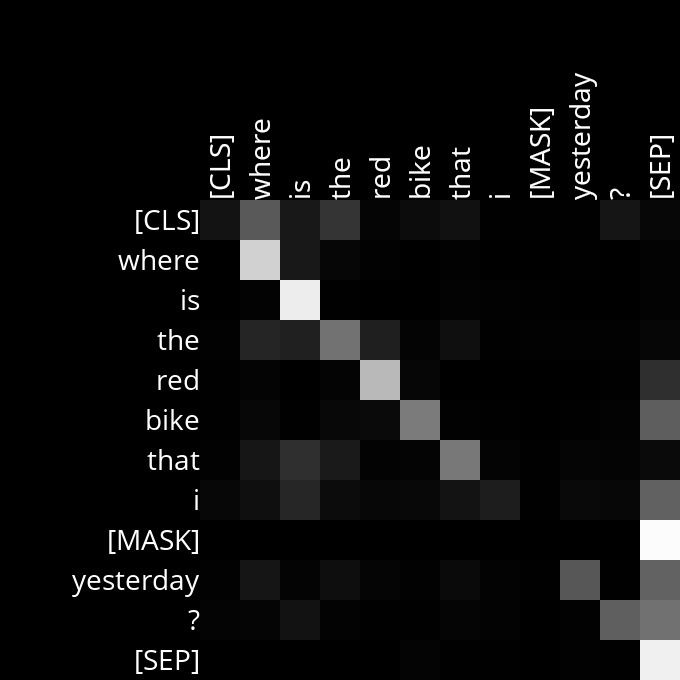 [CLS]
where
is
the
red
bike
that
i
[MASK]
yesterday
?
[SEP]
[CLS]
where
is
the
red
bike
that
i
[MASK]
yesterday
?
[SEP]